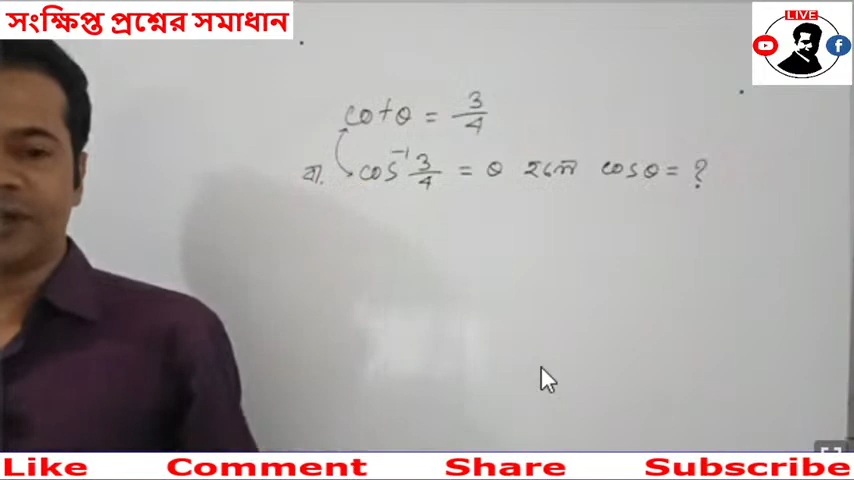 সংক্ষিপ্ত প্রশ্নের সমাধান
LIVE
cotθ = 3/4
বা. cos⁻¹ 3/4 = θ হলে cosθ = ?
Like Comment Share Subscribe